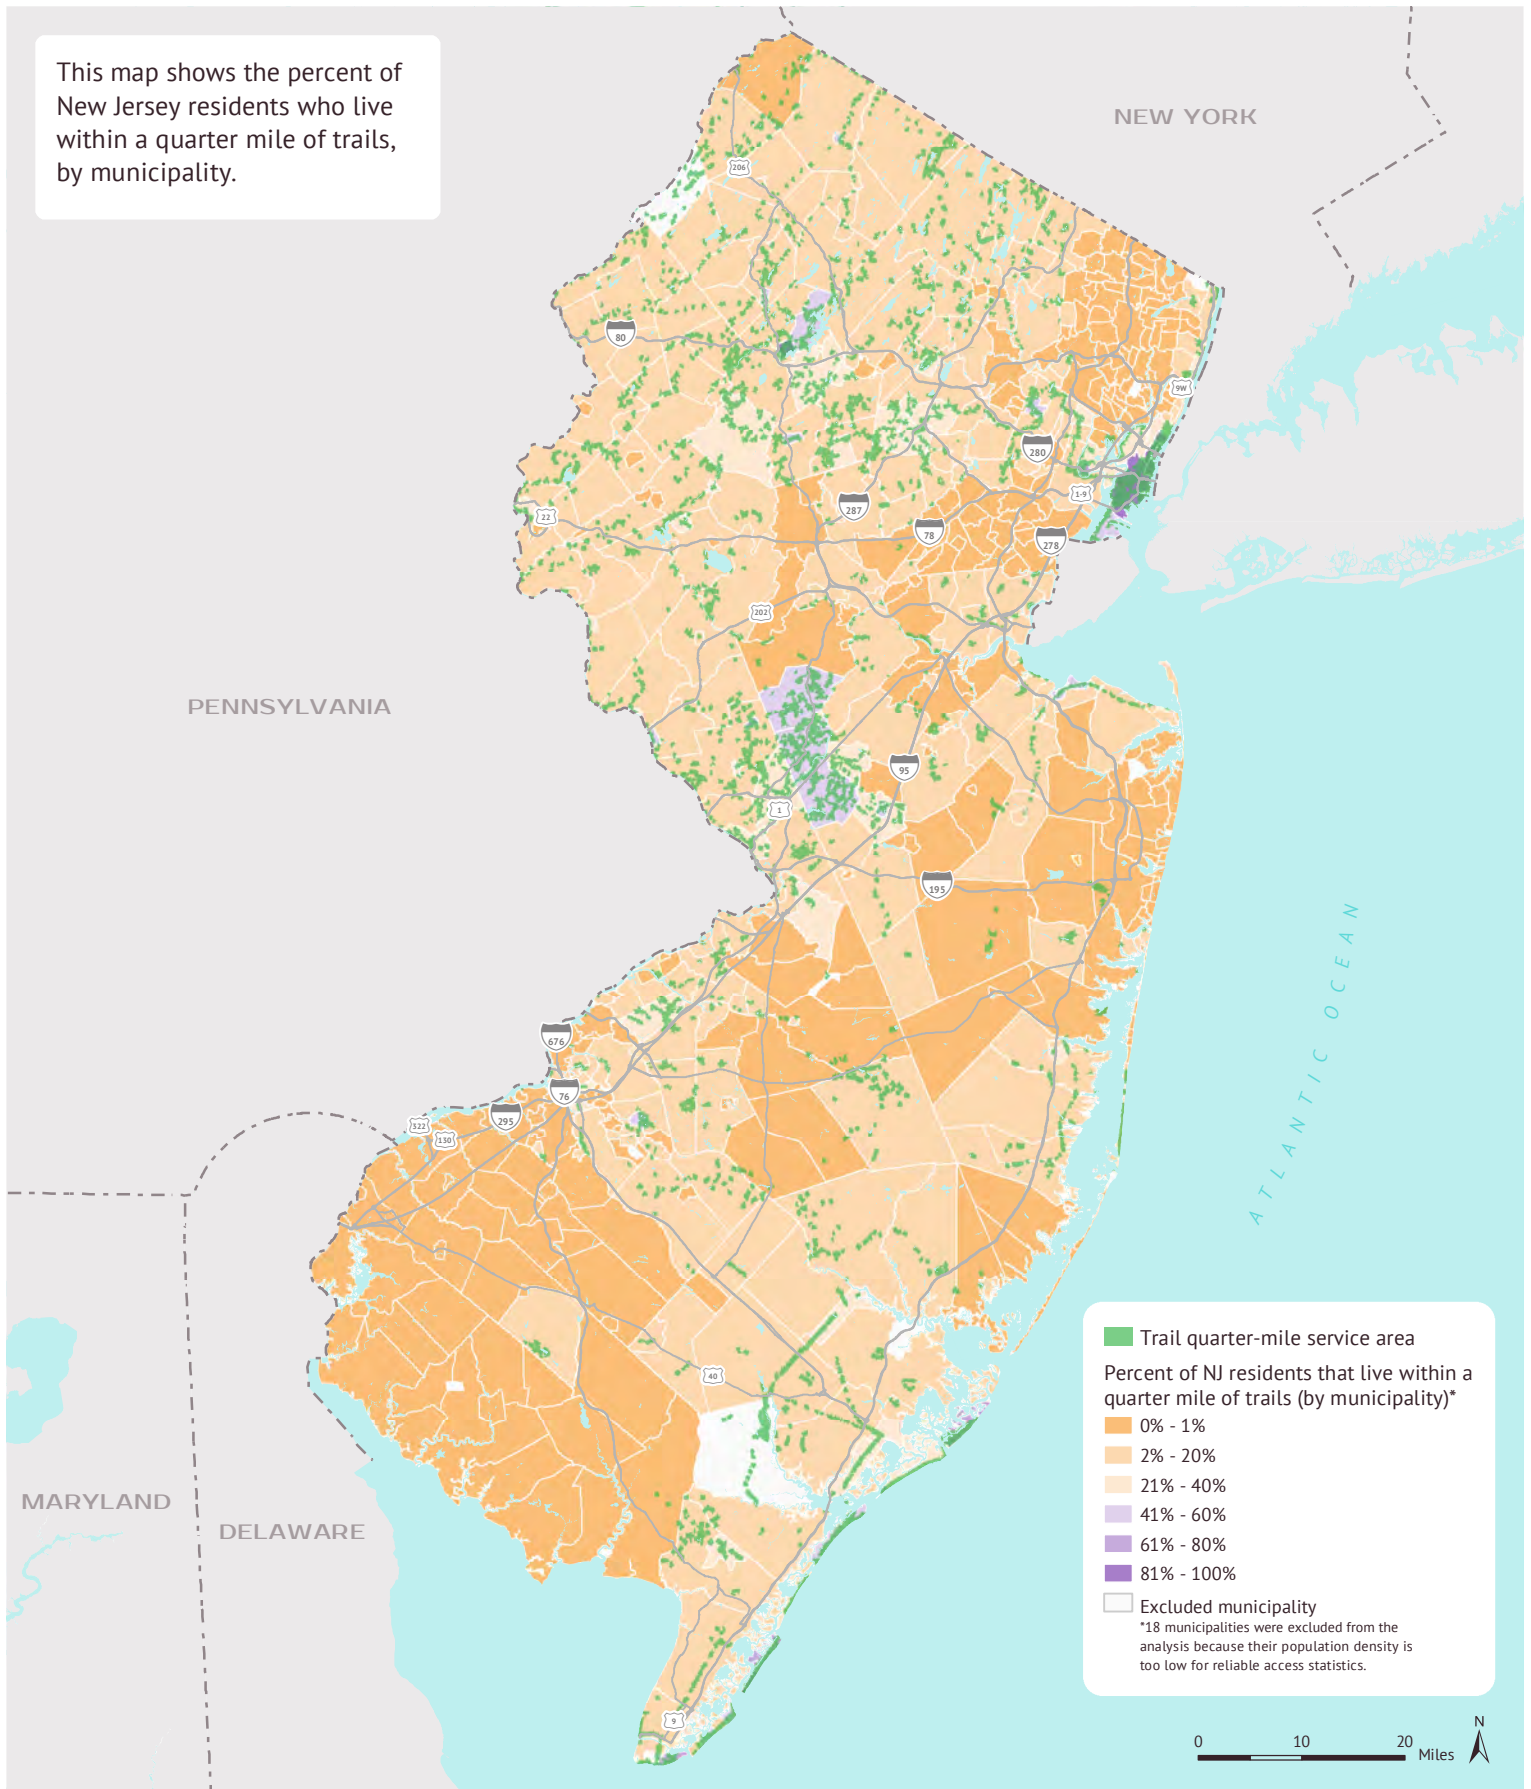 This map shows the percent of
New Jersey residents who live
within a quarter mile of trails,
by municipality.
NEW YORK
206
80
9W
280
1-9
287
22
78
278
202
PENNSYLVANIA
95
1
195
ATLANTIC OCEAN
676
76
295
322
130
40
MARYLAND
DELAWARE
9
Trail quarter-mile service area
Percent of NJ residents that live within a
quarter mile of trails (by municipality)*
0% - 1%
2% - 20%
21% - 40%
41% - 60%
61% - 80%
81% - 100%
Excluded municipality
*18 municipalities were excluded from the
analysis because their population density is
too low for reliable access statistics.
0 10 20 Miles
N